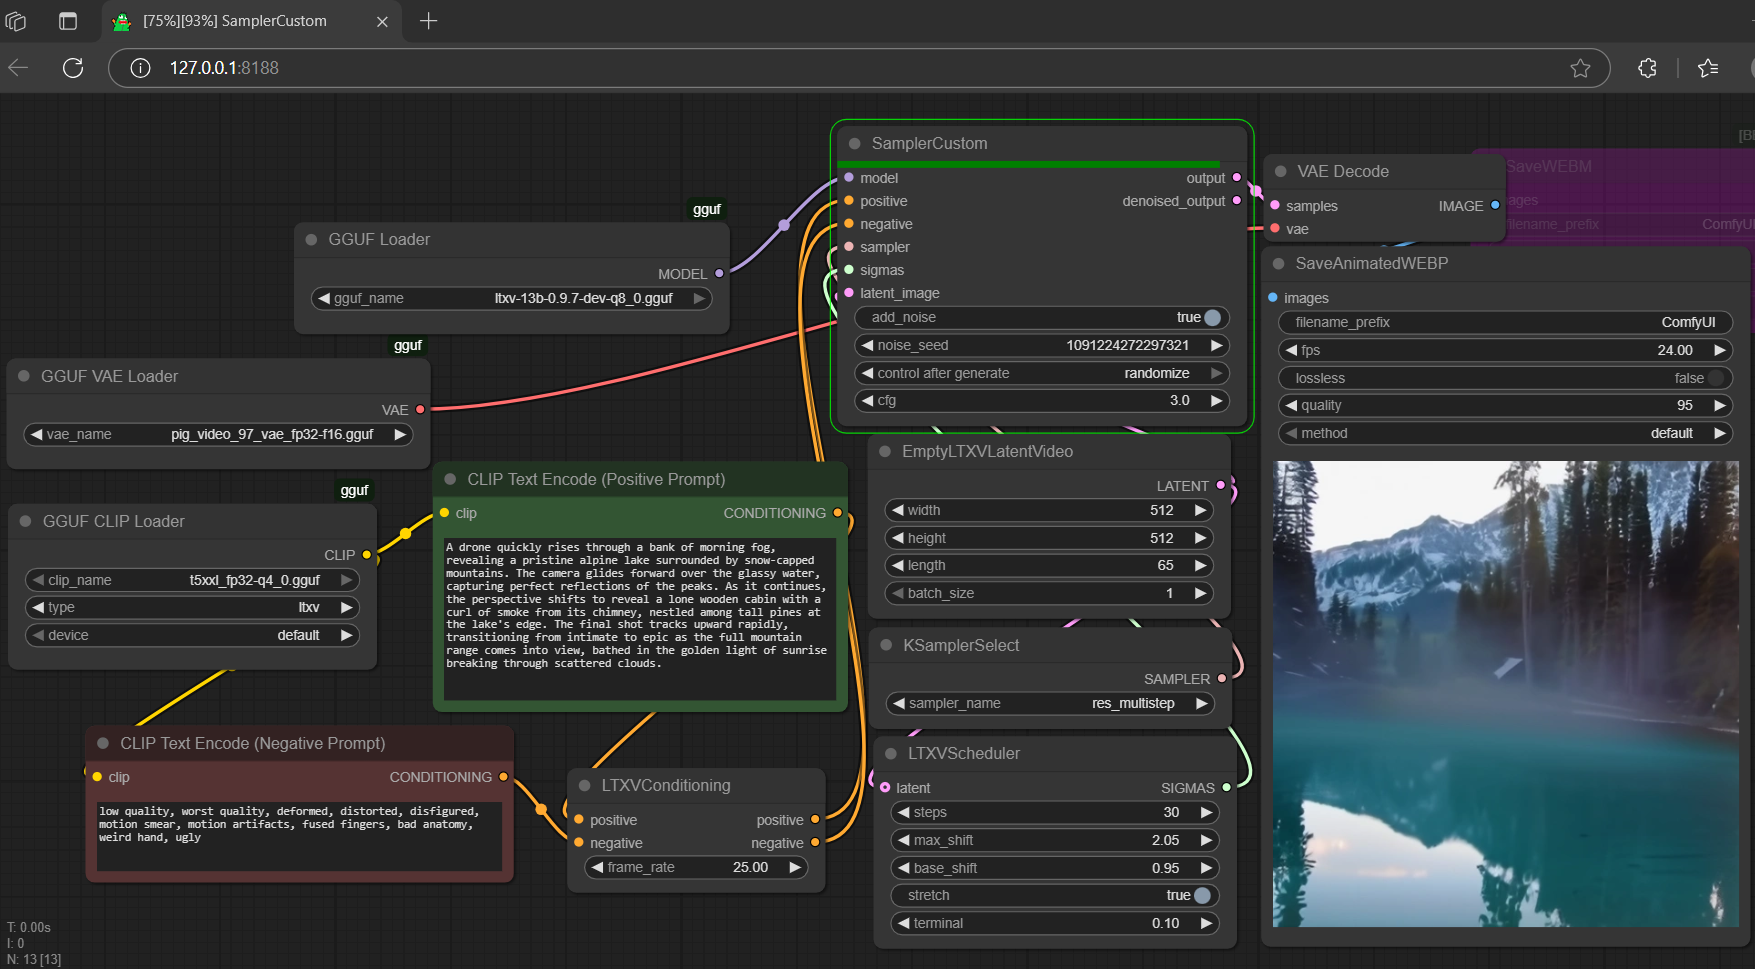 [75%][93%] SamplerCustom
127.0.0.1:8188
SamplerCustom
model
output
positive
denoised_output
negative
sampler
sigmas
latent_image
add_noise
true
noise_seed
1091224272297321
control after generate
randomize
cfg
3.0
VAE Decode
samples
IMAGE
vae
[B
SaveWEBM
ages
filename_prefix
ComfyU
gguf
GGUF Loader
MODEL
gguf_name
ltxv-13b-0.9.7-dev-q8_0.gguf
gguf
GGUF VAE Loader
VAE
vae_name
pig_video_97_vae_fp32-f16.gguf
gguf
GGUF CLIP Loader
CLIP
clip_name
t5xxl_fp32-q4_0.gguf
type
ltxv
device
default
CLIP Text Encode (Positive Prompt)
clip
CONDITIONING
A drone quickly rises through a bank of morning fog,
revealing a pristine alpine lake surrounded by snow-capped
mountains. The camera glides forward over the glassy water,
capturing perfect reflections of the peaks. As it continues,
the perspective shifts to reveal a lone wooden cabin with a
curl of smoke from its chimney, nestled among tall pines at
the lake's edge. The final shot tracks upward rapidly,
transitioning from intimate to epic as the full mountain
range comes into view, bathed in the golden light of sunrise
breaking through scattered clouds.
CLIP Text Encode (Negative Prompt)
clip
CONDITIONING
low quality, worst quality, deformed, distorted, disfigured,
motion smear, motion artifacts, fused fingers, bad anatomy,
weird hand, ugly
LTXVConditioning
positive
positive
negative
negative
frame_rate
25.00
EmptyLTXVLatentVideo
LATENT
width
512
height
512
length
65
batch_size
1
KSamplerSelect
SAMPLER
sampler_name
res_multistep
LTXVScheduler
latent
SIGMAS
steps
30
max_shift
2.05
base_shift
0.95
stretch
true
terminal
0.10
SaveAnimatedWEBP
images
filename_prefix
ComfyUI
fps
24.00
lossless
false
quality
95
method
default
T: 0.00s
I: 0
N: 13 [13]